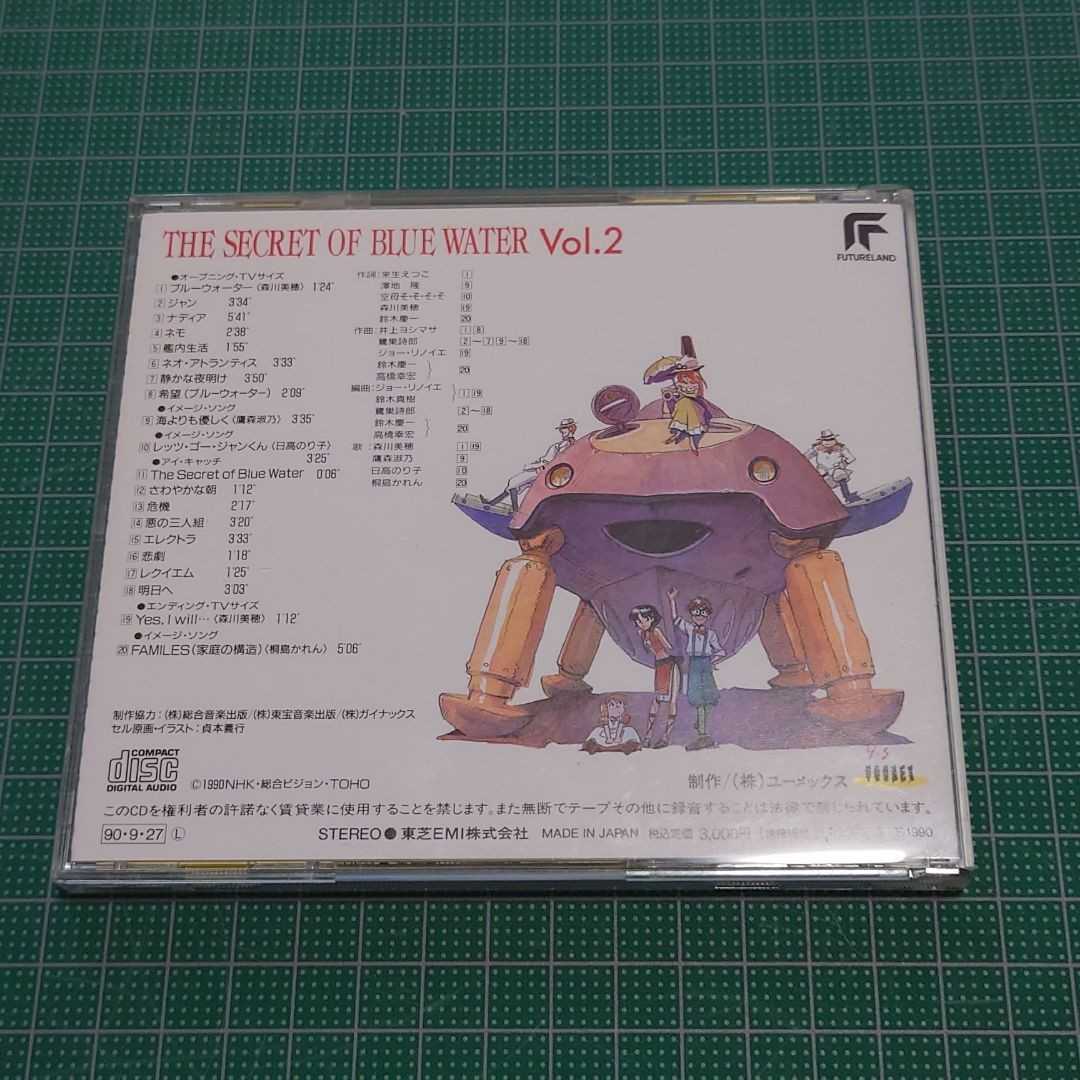 THE SECRET OF BLUE WATER Vol.2
FUTURELAND
●オープニング・TVサイズ
1 ブルーウォーター〈森川美穂〉 1'24"
2 ジャン 3'34"
3 ナディア 5'41"
4 ネモ 2'38"
5 艦内生活 1'55"
6 ネオ・アトランティス 3'33"
7 静かな夜明け 3'50"
8 希望(ブルーウォーター) 2'09"
●イメージ・ソング
9 海よりも優しく〈鷹森淑乃〉 3'35"
●イメージ・ソング
10 レッツ・ゴー・ジャンくん〈日高のり子〉
3'25"
●アイ・キャッチ
11 The Secret of Blue Water 0'06"
12 さわやかな朝 1'12"
13 危機 2'17"
14 悪の三人組 3'20"
15 エレクトラ 3'33"
16 悲劇 1'18"
17 レクイエム 1'25"
18 明日へ 3'03"
●エンディング・TVサイズ
19 Yes, I will…〈森川美穂〉 1'12"
●イメージ・ソング
20 FAMILES(家庭の構造)〈桐島かれん〉 5'06"
作詞:来生えつこ 1
澤地 隆 9
空母そ・そ・そ・そ 10
森川美穂 19
鈴木慶一 20
作曲:井上ヨシマサ 1 8
鷺巣詩郎 2〜7 9〜18
ジョー・リノイエ 19
鈴木慶一
高橋幸宏 } 20
編曲:ジョー・リノイエ
鈴木真樹 } 1 19
鷺巣詩郎 2〜18
鈴木慶一
高橋幸宏 } 20
歌:森川美穂 1 19
鷹森淑乃 9
日高のり子 10
桐島かれん 20
制作協力:(株)総合音楽出版/(株)東宝音楽出版/(株)ガイナックス
セル原画・イラスト:貞本義行
COMPACT
disc
DIGITAL AUDIO
©1990NHK・総合ビジョン・TOHO
制作/(株)ユーメックス
Y.S
このCDを権利者の許諾なく賃貸業に使用することを禁じます。また無断でテープその他に録音することは法律で禁じられています。
90・9・27 L
STEREO ● 東芝EMI株式会社 MADE IN JAPAN 税込定価 3,000円
1990